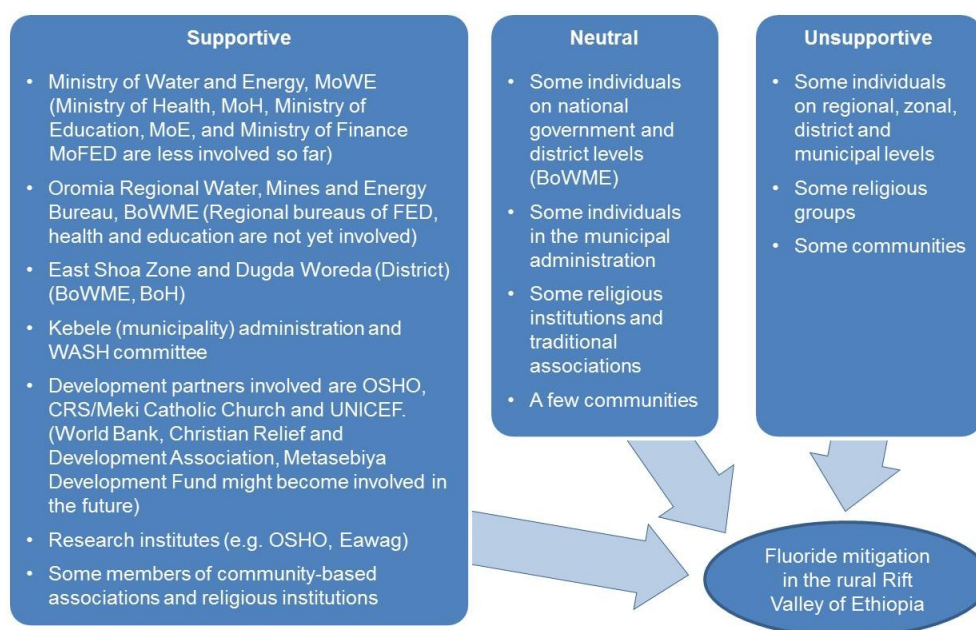 Supportive
• Ministry of Water and Energy, MoWE
(Ministry of Health, MoH, Ministry of
Education, MoE, and Ministry of Finance
MoFED are less involved so far)
• Oromia Regional Water, Mines and Energy
Bureau, BoWME (Regional bureaus of FED,
health and education are not yet involved)
• East Shoa Zone and Dugda Woreda (District)
(BoWME, BoH)
• Kebele (municipality) administration and
WASH committee
• Development partners involved are OSHO,
CRS/Meki Catholic Church and UNICEF.
(World Bank, Christian Relief and
Development Association, Metasebiya
Development Fund might become involved in
the future)
• Research institutes (e.g. OSHO, Eawag)
• Some members of community-based
associations and religious institutions
Neutral
• Some individuals
on national
government and
district levels
(BoWME)
• Some individuals
in the municipal
administration
• Some religious
institutions and
traditional
associations
• A few communities
Unsupportive
• Some individuals
on regional, zonal,
district and
municipal levels
• Some religious
groups
• Some communities
Fluoride mitigation
in the rural Rift
Valley of Ethiopia